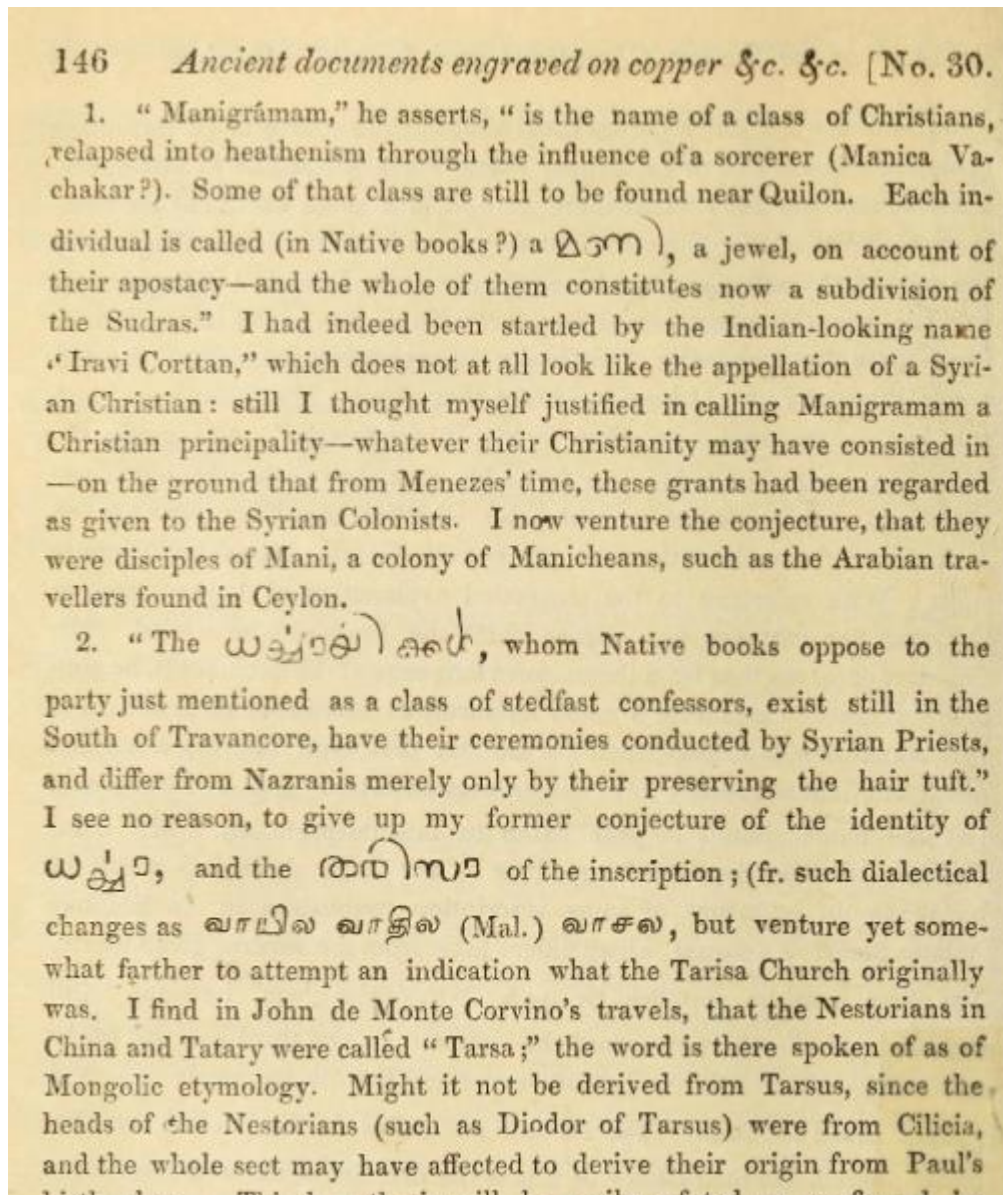 146 Ancient documents engraved on copper &c. &c. [No. 30.
1. “ Manigrámam,” he asserts, “ is the name of a class of Christians,
relapsed into heathenism through the influence of a sorcerer (Manica Va-
chakar?). Some of that class are still to be found near Quilon. Each in-
dividual is called (in Native books?) a മാനി, a jewel, on account of
their apostacy—and the whole of them constitutes now a subdivision of
the Sudras.” I had indeed been startled by the Indian-looking name
“ Iravi Corttan,” which does not at all look like the appellation of a Syri-
an Christian : still I thought myself justified in calling Manigramam a
Christian principality—whatever their Christianity may have consisted in
—on the ground that from Menezes’ time, these grants had been regarded
as given to the Syrian Colonists. I now venture the conjecture, that they
were disciples of Mani, a colony of Manicheans, such as the Arabian tra-
vellers found in Ceylon.
2. “ The ധൎയ്യായികൾ, whom Native books oppose to the
party just mentioned as a class of stedfast confessors, exist still in the
South of Travancore, have their ceremonies conducted by Syrian Priests,
and differ from Nazranis merely only by their preserving the hair tuft.”
I see no reason, to give up my former conjecture of the identity of
ധൎയ്യാ, and the തരിസാ of the inscription ; (fr. such dialectical
changes as வாயில வாதில (Mal.) வாசல, but venture yet some-
what farther to attempt an indication what the Tarisa Church originally
was. I find in John de Monte Corvino’s travels, that the Nestorians in
China and Tatary were called “ Tarsa;” the word is there spoken of as of
Mongolic etymology. Might it not be derived from Tarsus, since the
heads of the Nestorians (such as Diodor of Tarsus) were from Cilicia,
and the whole sect may have affected to derive their origin from Paul’s